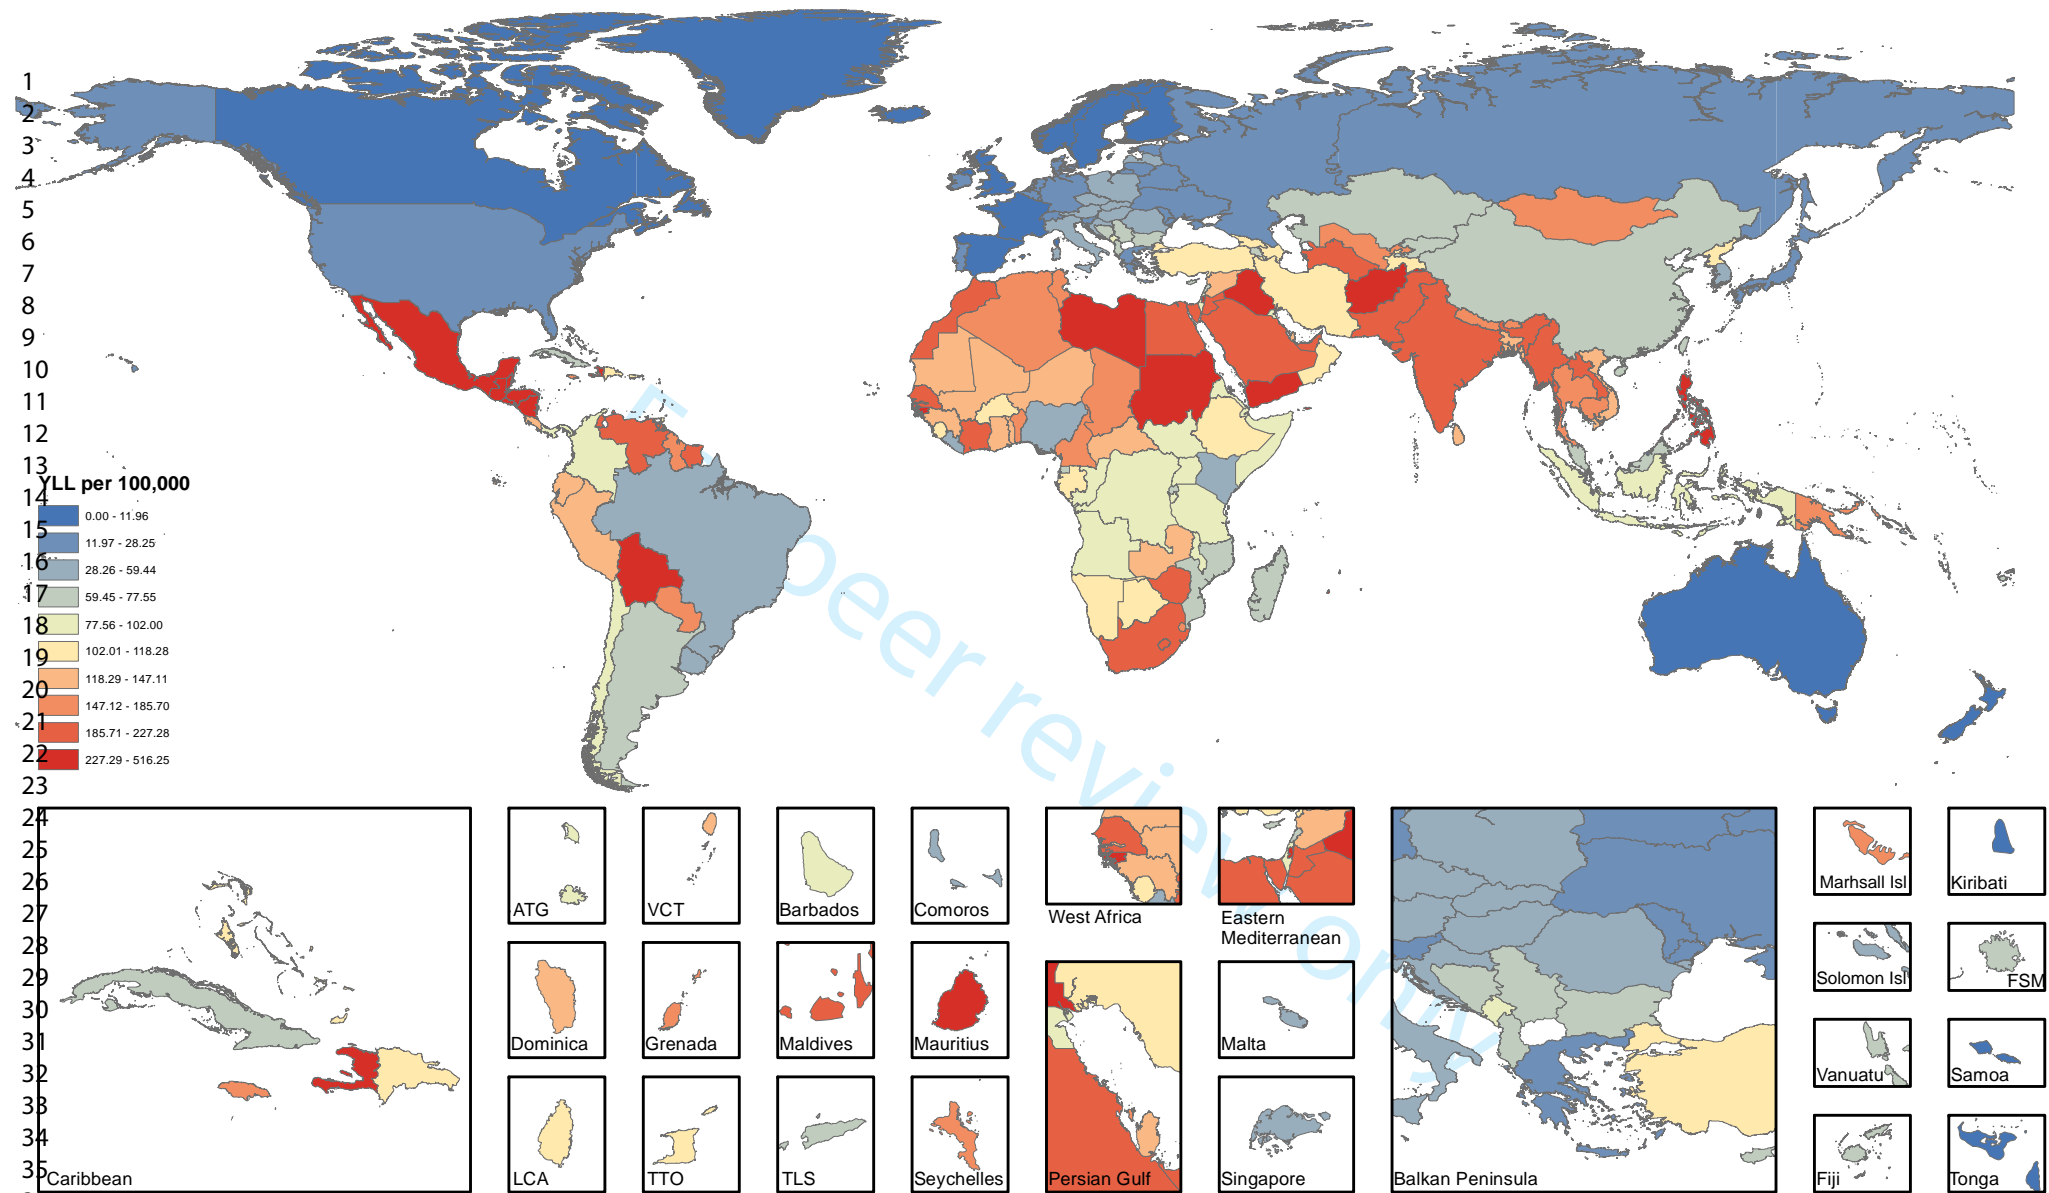 1
2
3
4
5
6
7
8
9
10
11
12
13
14
15
16
17
18
19
20
21
22
23
24
25
26
27
28
29
30
31
32
33
34
35
For peer review only
YLL per 100,000
0.00 - 11.96
11.97 - 28.25
28.26 - 59.44
59.45 - 77.55
77.56 - 102.00
102.01 - 118.28
118.29 - 147.11
147.12 - 185.70
185.71 - 227.28
227.29 - 516.25
Caribbean
ATG
VCT
Barbados
Comoros
West Africa
Eastern
Mediterranean
Marhsall Isl
Kiribati
Dominica
Grenada
Maldives
Mauritius
Malta
Solomon Isl
FSM
Vanuatu
Samoa
LCA
TTO
TLS
Seychelles
Persian Gulf
Singapore
Balkan Peninsula
Fiji
Tonga